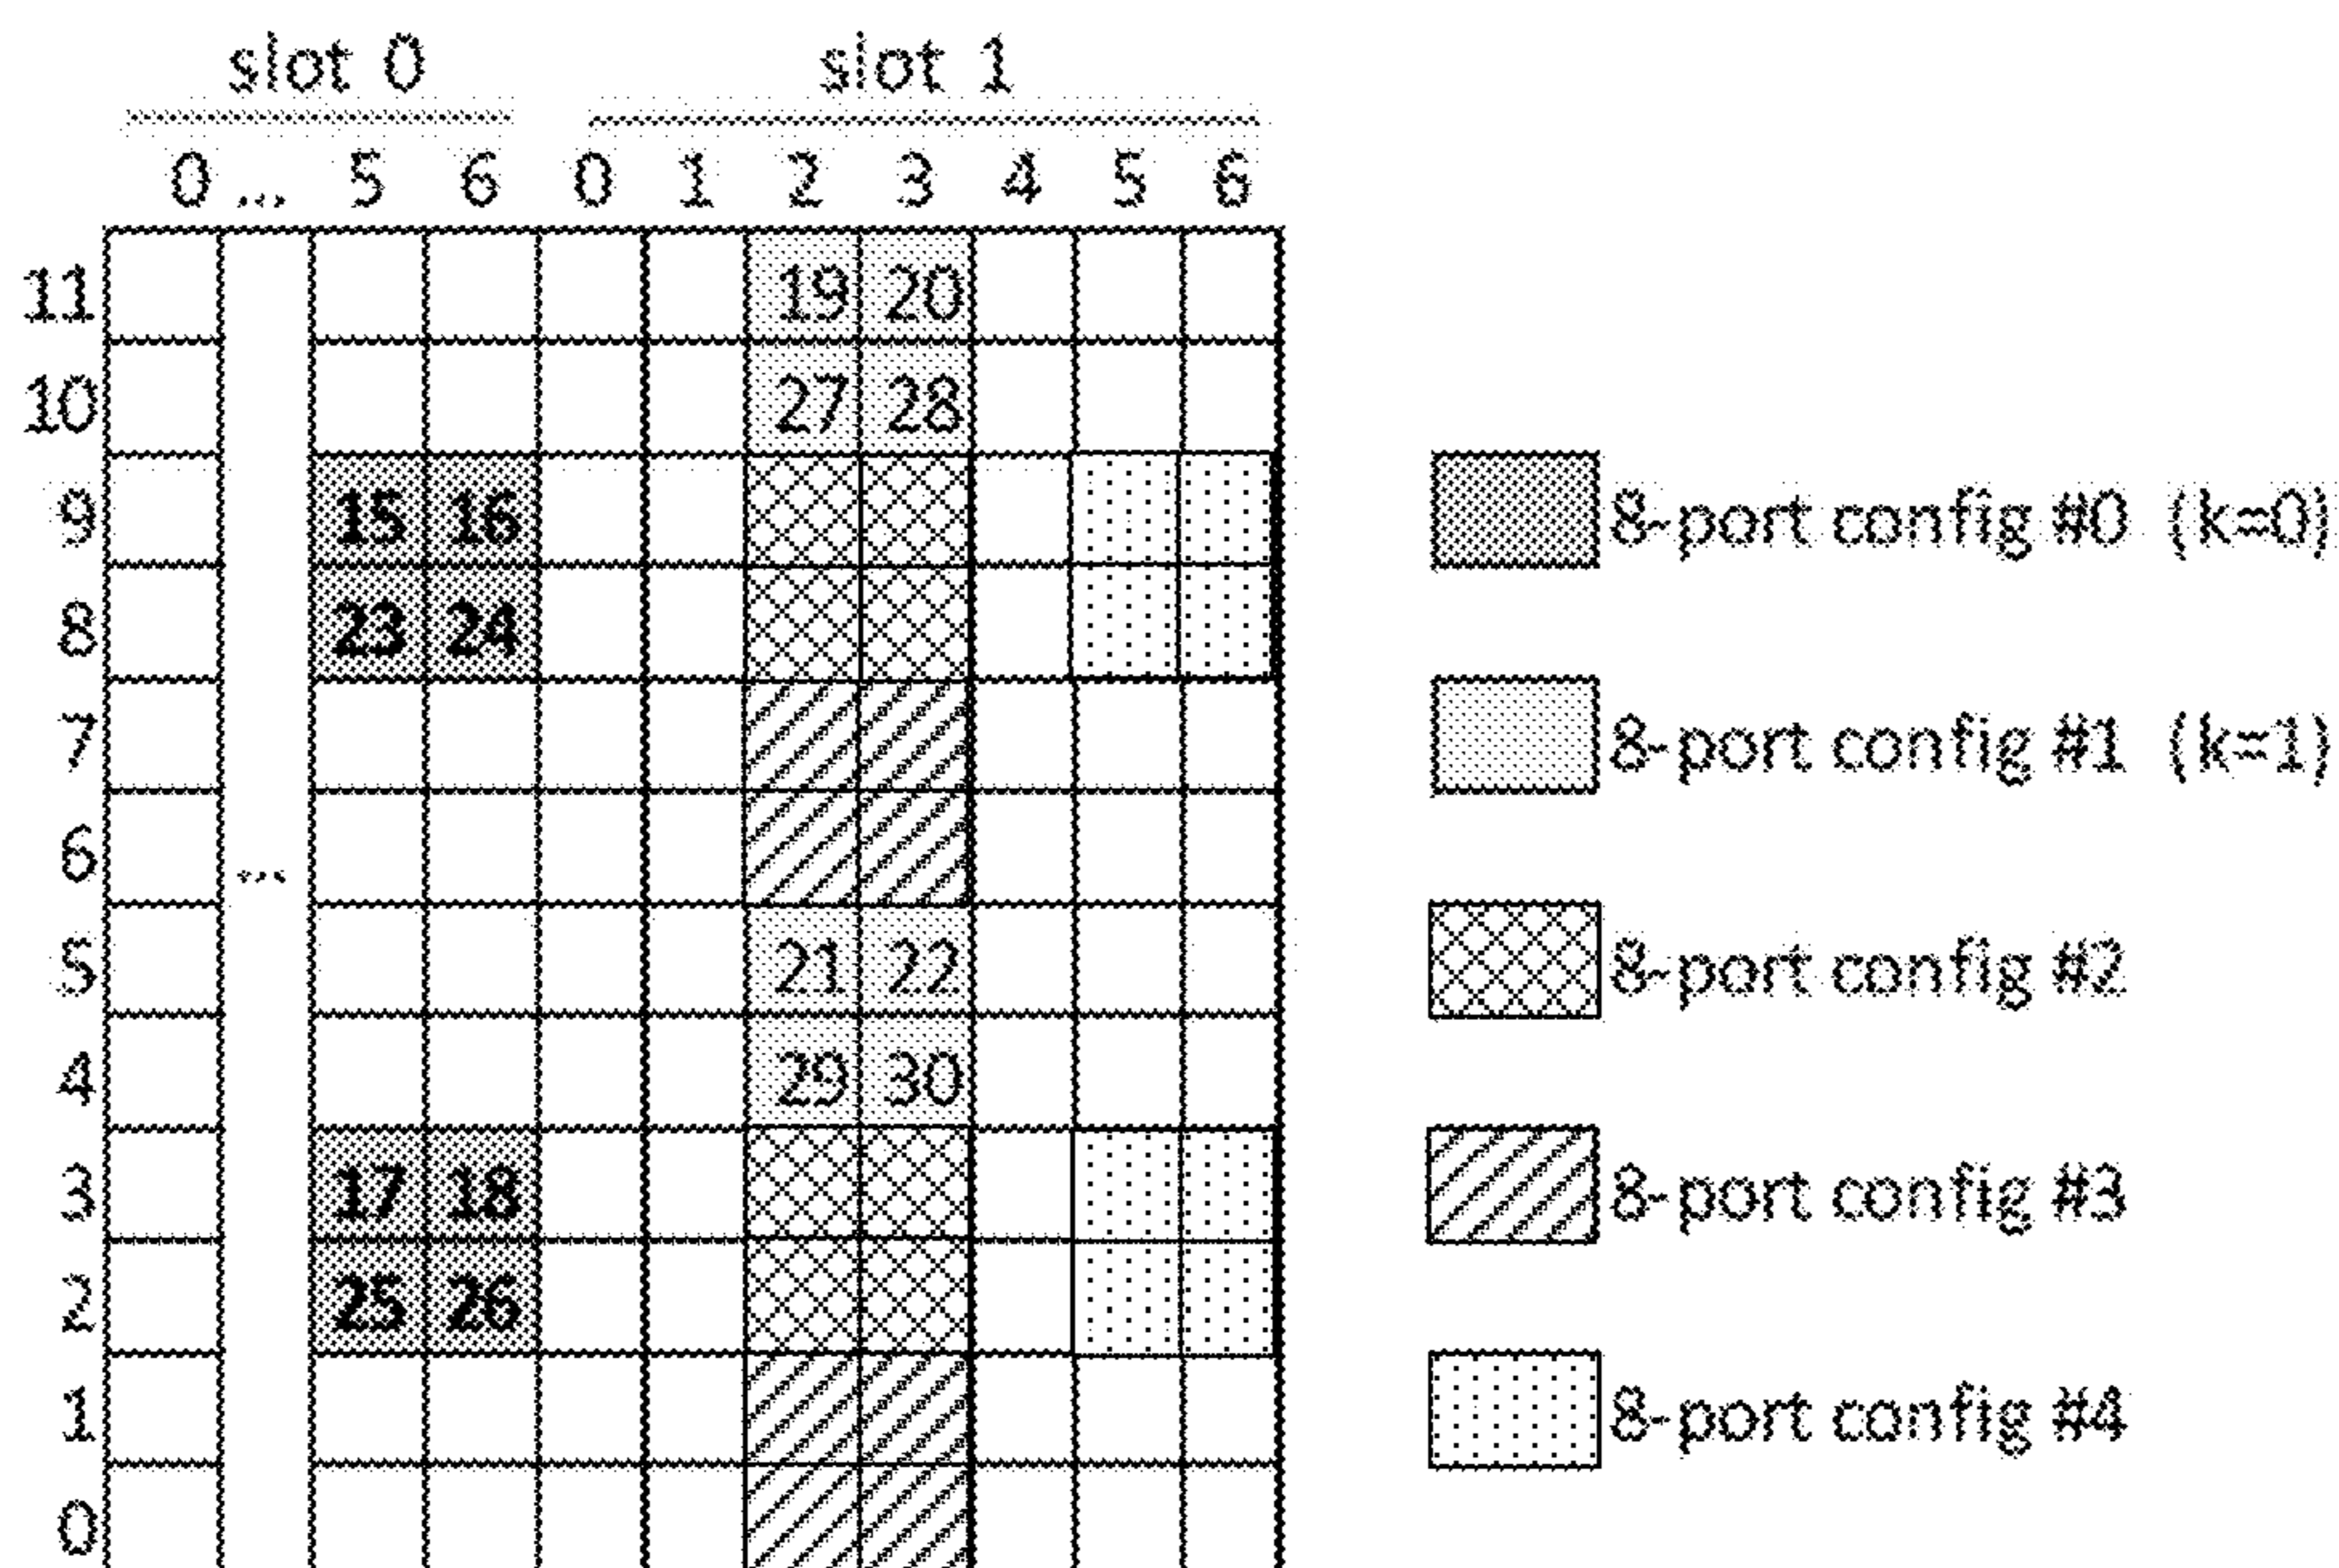 slot 0 slot 1
0 ... 5 6 0 1 2 3 4 5 6
11 19 20
10 27 28
9 15 16 8-port config #0 (k=0)
8 23 24
7 8-port config #1 (k=1)
6 ...
5 21 22 8-port config #2
4 29 30
3 17 18 8-port config #3
2 25 26
1 8-port config #4
0